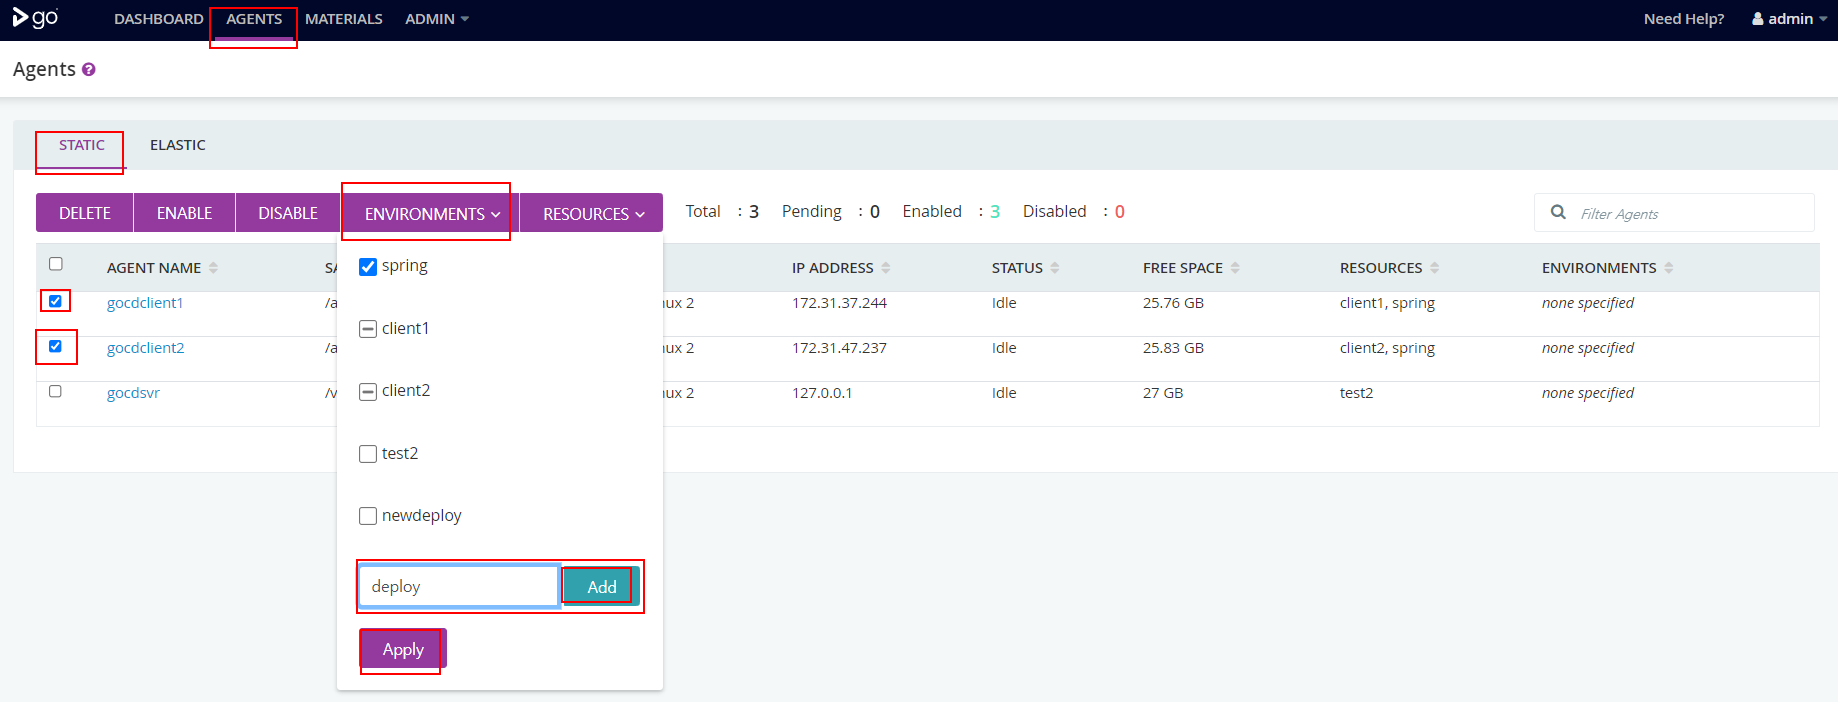 go DASHBOARD AGENTS MATERIALS ADMIN Need Help? admin
Agents ?
STATIC ELASTIC
DELETE ENABLE DISABLE ENVIRONMENTS RESOURCES Total : 3 Pending : 0 Enabled : 3 Disabled : 0 Filter Agents
AGENT NAME SA IP ADDRESS STATUS FREE SPACE RESOURCES ENVIRONMENTS
gocdclient1 /a nux 2 172.31.37.244 Idle 25.76 GB client1, spring none specified
gocdclient2 /a nux 2 172.31.47.237 Idle 25.83 GB client2, spring none specified
gocdsvr /v nux 2 127.0.0.1 Idle 27 GB test2 none specified
spring
client1
client2
test2
newdeploy
deploy Add
Apply